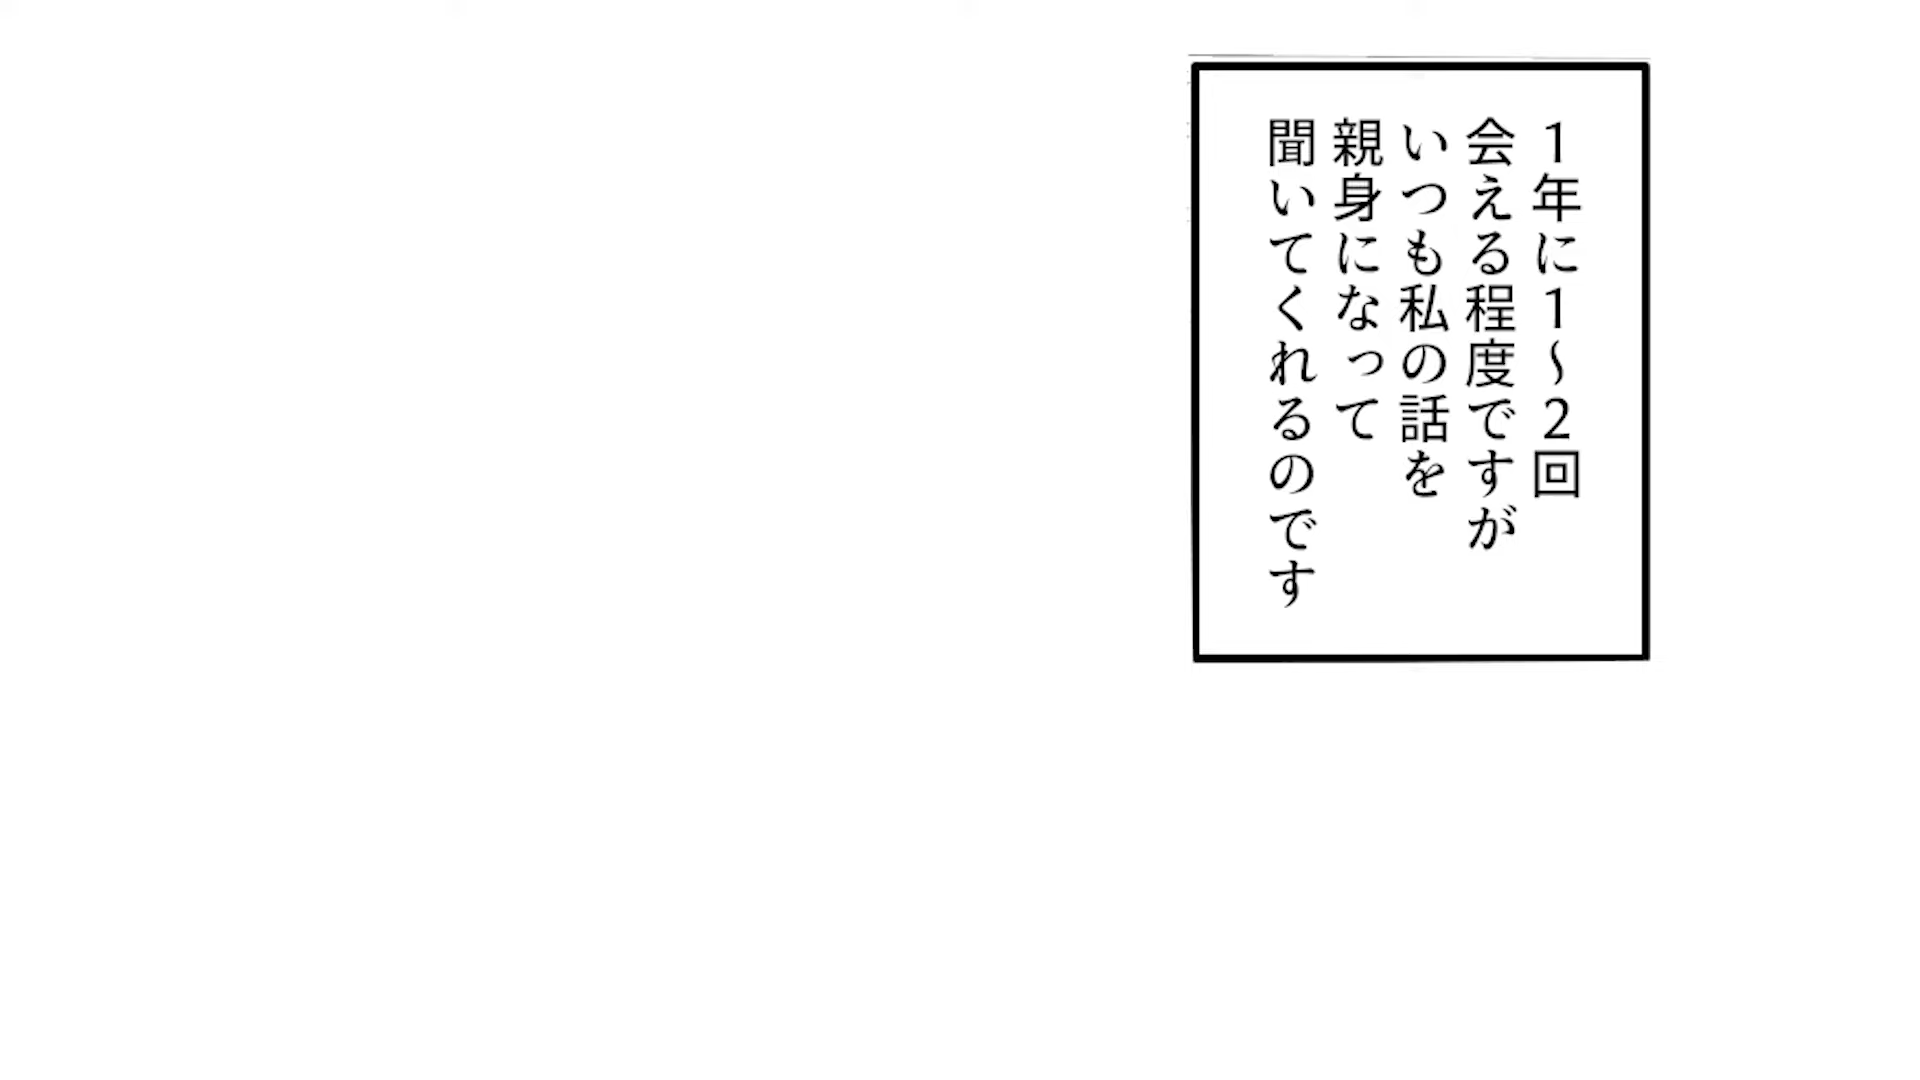 1年に1〜2回
会える程度ですが
いつも私の話を
親身になって
聞いてくれるのです